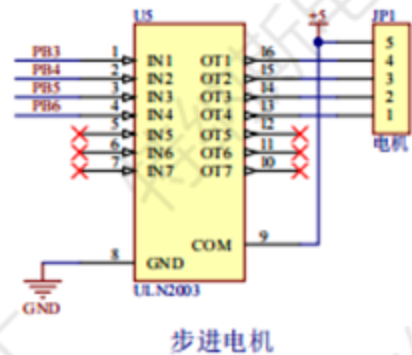 U5
±5
JP1
PB3 1 IN1 OT1 16 5
PB4 2 IN2 OT2 15 4
PB5 3 IN3 OT3 14 3
PB6 4 IN4 OT4 13 2
5 IN5 OT5 12 1
6 IN6 OT6 11 电机
7 IN7 OT7 10
COM 9
8 GND
GND
ULN2003
步进电机